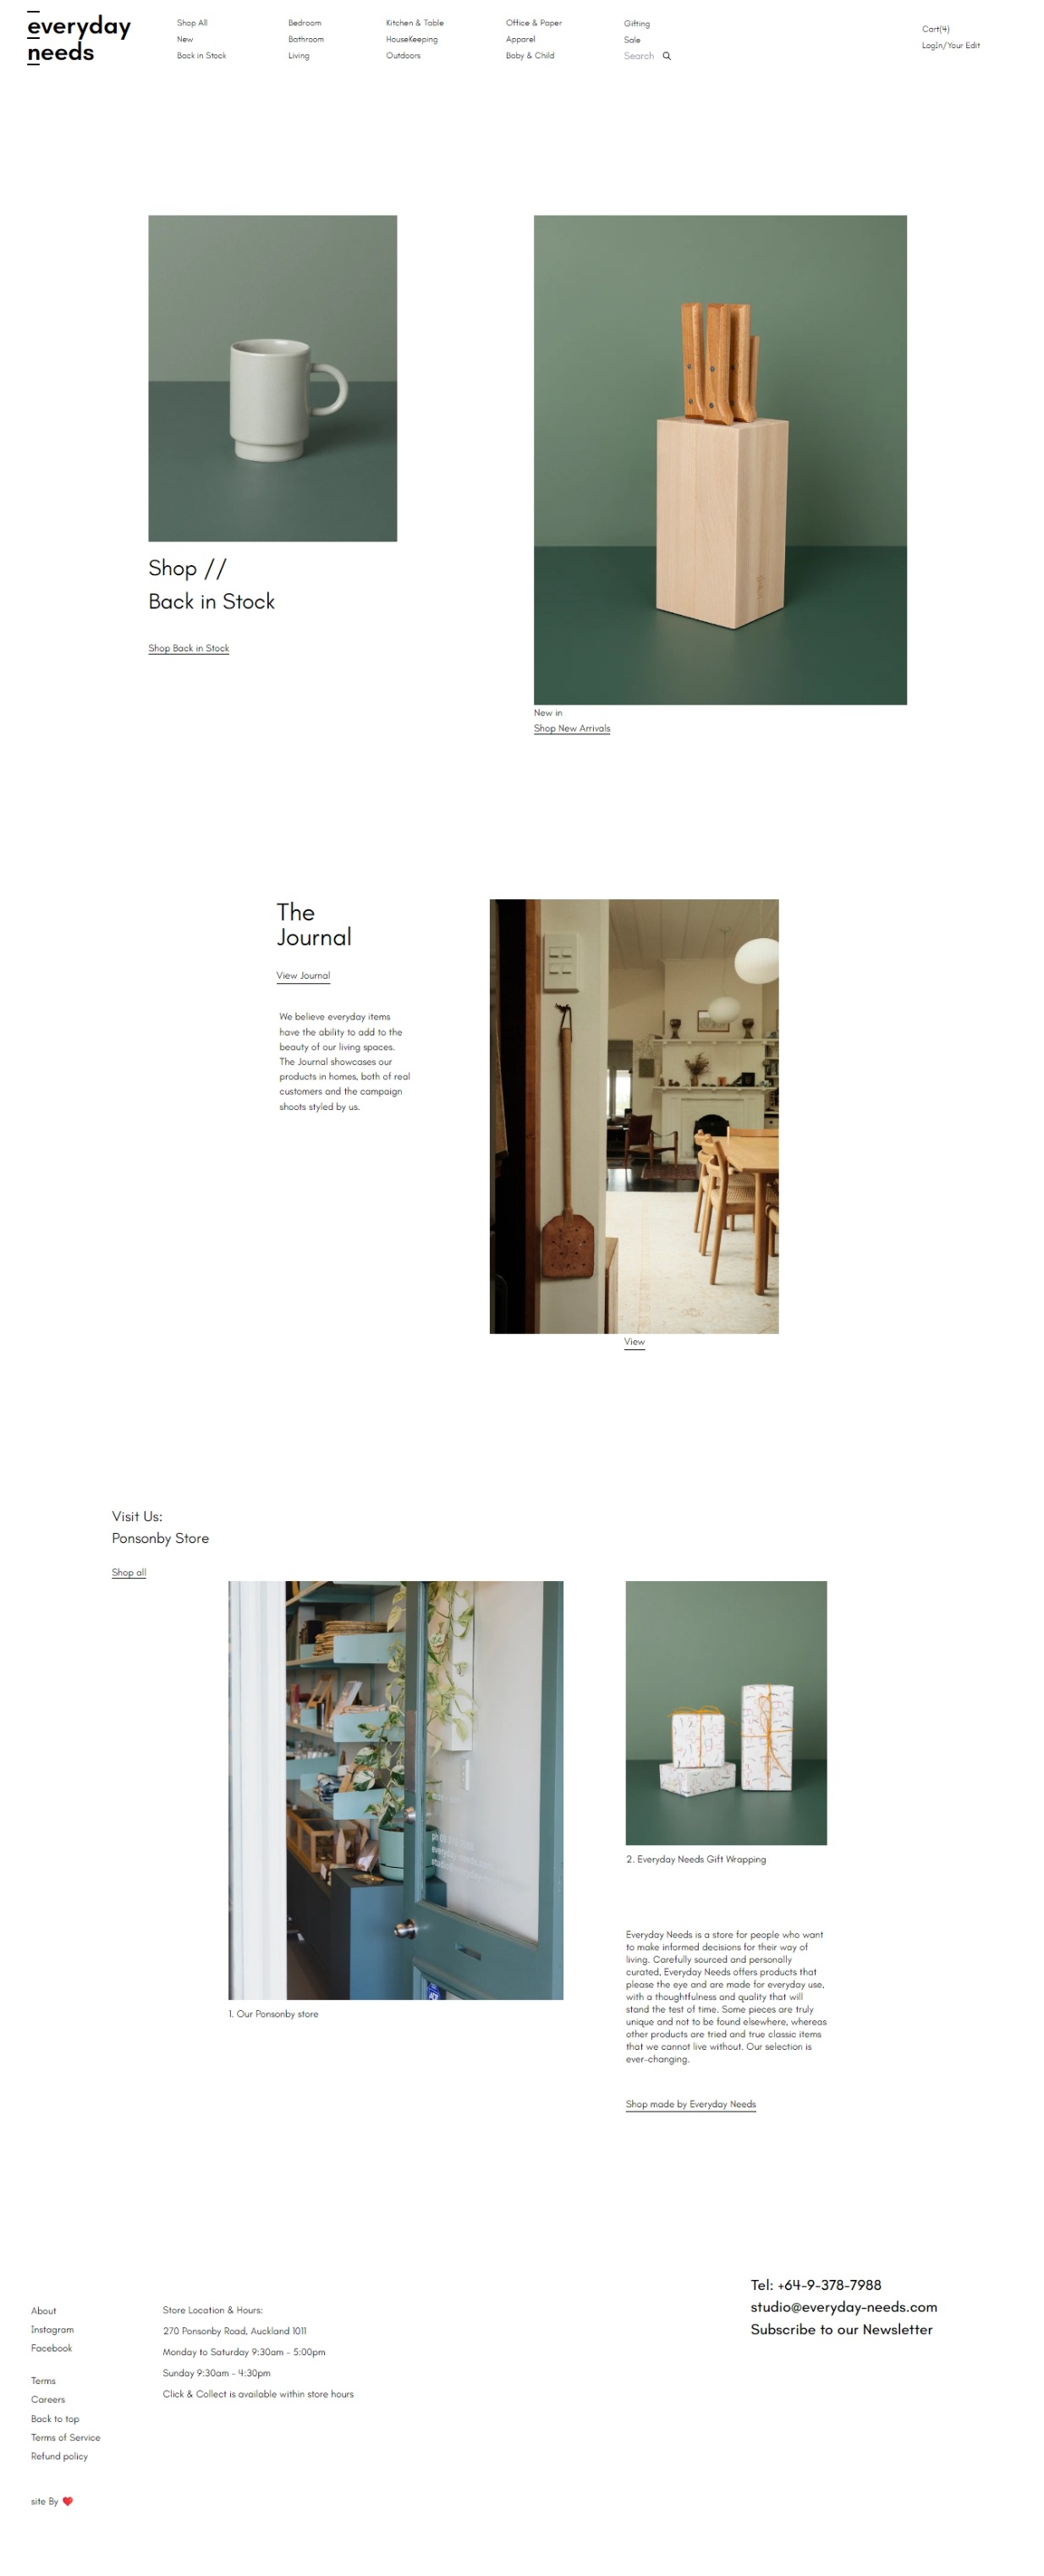 everyday
needs
Shop All
New
Back in Stock
Bedroom
Bathroom
Living
Kitchen & Table
HouseKeeping
Outdoors
Office & Paper
Apparel
Baby & Child
Gifting
Sale
Search
Cart(4)
LogIn/Your Edit
Shop //
Back in Stock
Shop Back in Stock
New in
Shop New Arrivals
The
Journal
View Journal
We believe everyday items
have the ability to add to the
beauty of our living spaces.
The Journal showcases our
products in homes, both of real
customers and the campaign
shoots styled by us.
View
Visit Us:
Ponsonby Store
Shop all
1. Our Ponsonby store
2. Everyday Needs Gift Wrapping
Everyday Needs is a store for people who want
to make informed decisions for their way of
living. Carefully sourced and personally
curated, Everyday Needs offers products that
please the eye and are made for everyday use,
with a thoughtfulness and quality that will
stand the test of time. Some pieces are truly
unique and not to be found elsewhere, whereas
other products are tried and true classic items
that we cannot live without. Our selection is
ever-changing.
Shop made by Everyday Needs
Tel: +64-9-378-7988
studio@everyday-needs.com
Subscribe to our Newsletter
About
Instagram
Facebook
Terms
Careers
Back to top
Terms of Service
Refund policy
Store Location & Hours:
270 Ponsonby Road, Auckland 1011
Monday to Saturday 9:30am - 5:00pm
Sunday 9:30am - 4:30pm
Click & Collect is available within store hours
site By ❤️